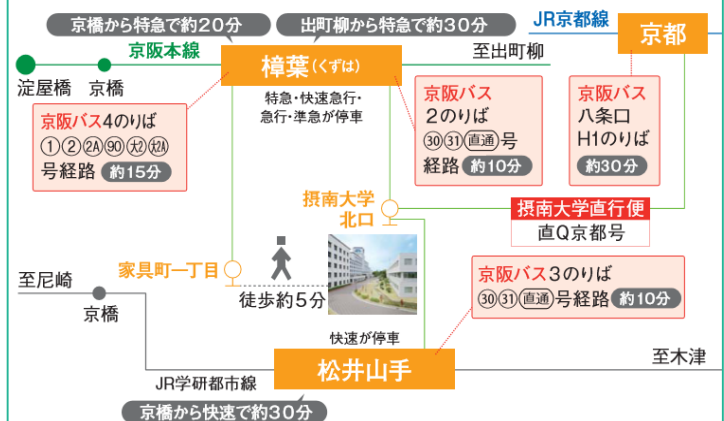 京橋から特急で約20分
出町柳から特急で約30分
JR京都線
京都
京阪本線
樟葉(くずは)
至出町柳
淀屋橋
京橋
特急・快速急行・
急行・準急が停車
京阪バス4のりば
①②2A90大2大2A
号経路 約15分
京阪バス
2のりば
㉚㉛直通号
経路 約10分
京阪バス
八条口
H1のりば
約30分
摂南大学
北口
摂南大学直行便
直Q京都号
家具町一丁目
徒歩約5分
京阪バス3のりば
㉚㉛直通号経路 約10分
至尼崎
京橋
快速が停車
松井山手
至木津
JR学研都市線
京橋から快速で約30分